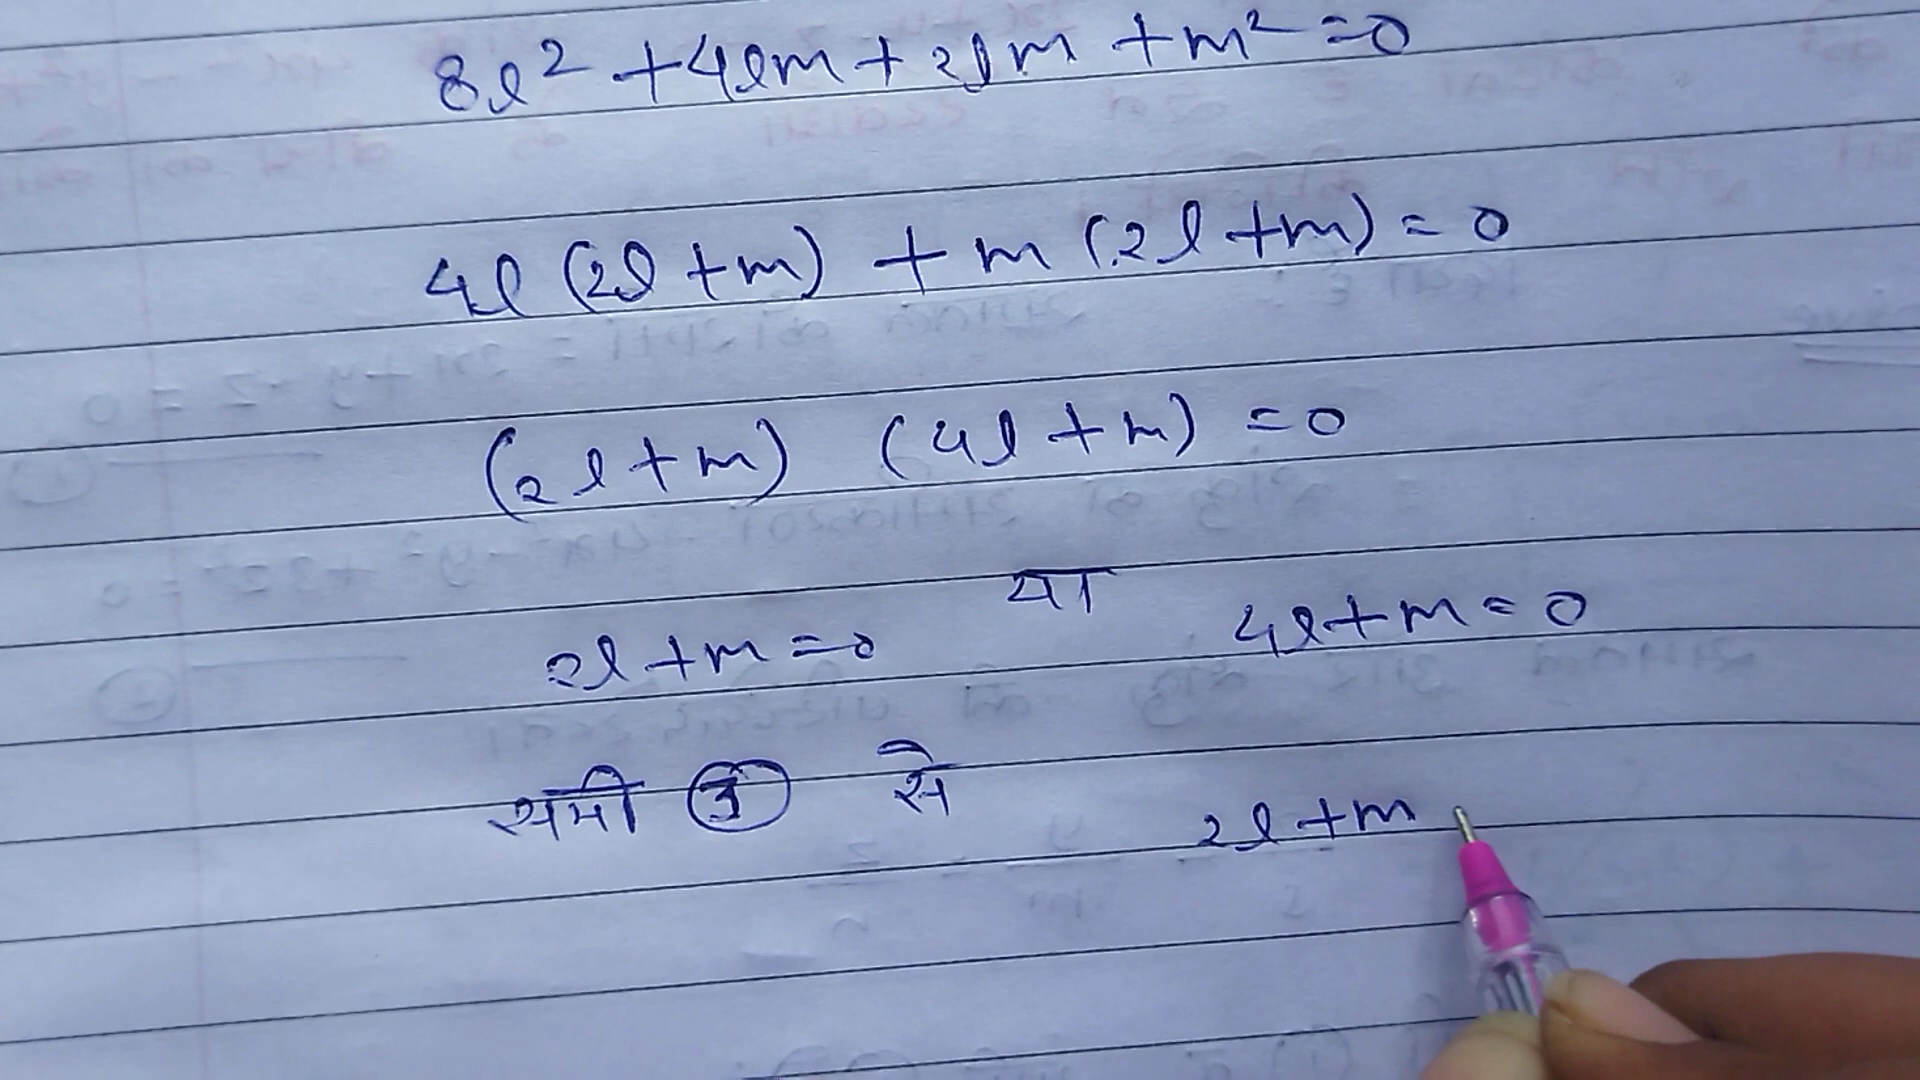 8l² + 4lm + 2lm + m² = 0
4l (2l + m) + m (2l + m) = 0
(2l + m) (4l + m) = 0
2l + m = 0 या 4l + m = 0
समी ③ से 2l + m